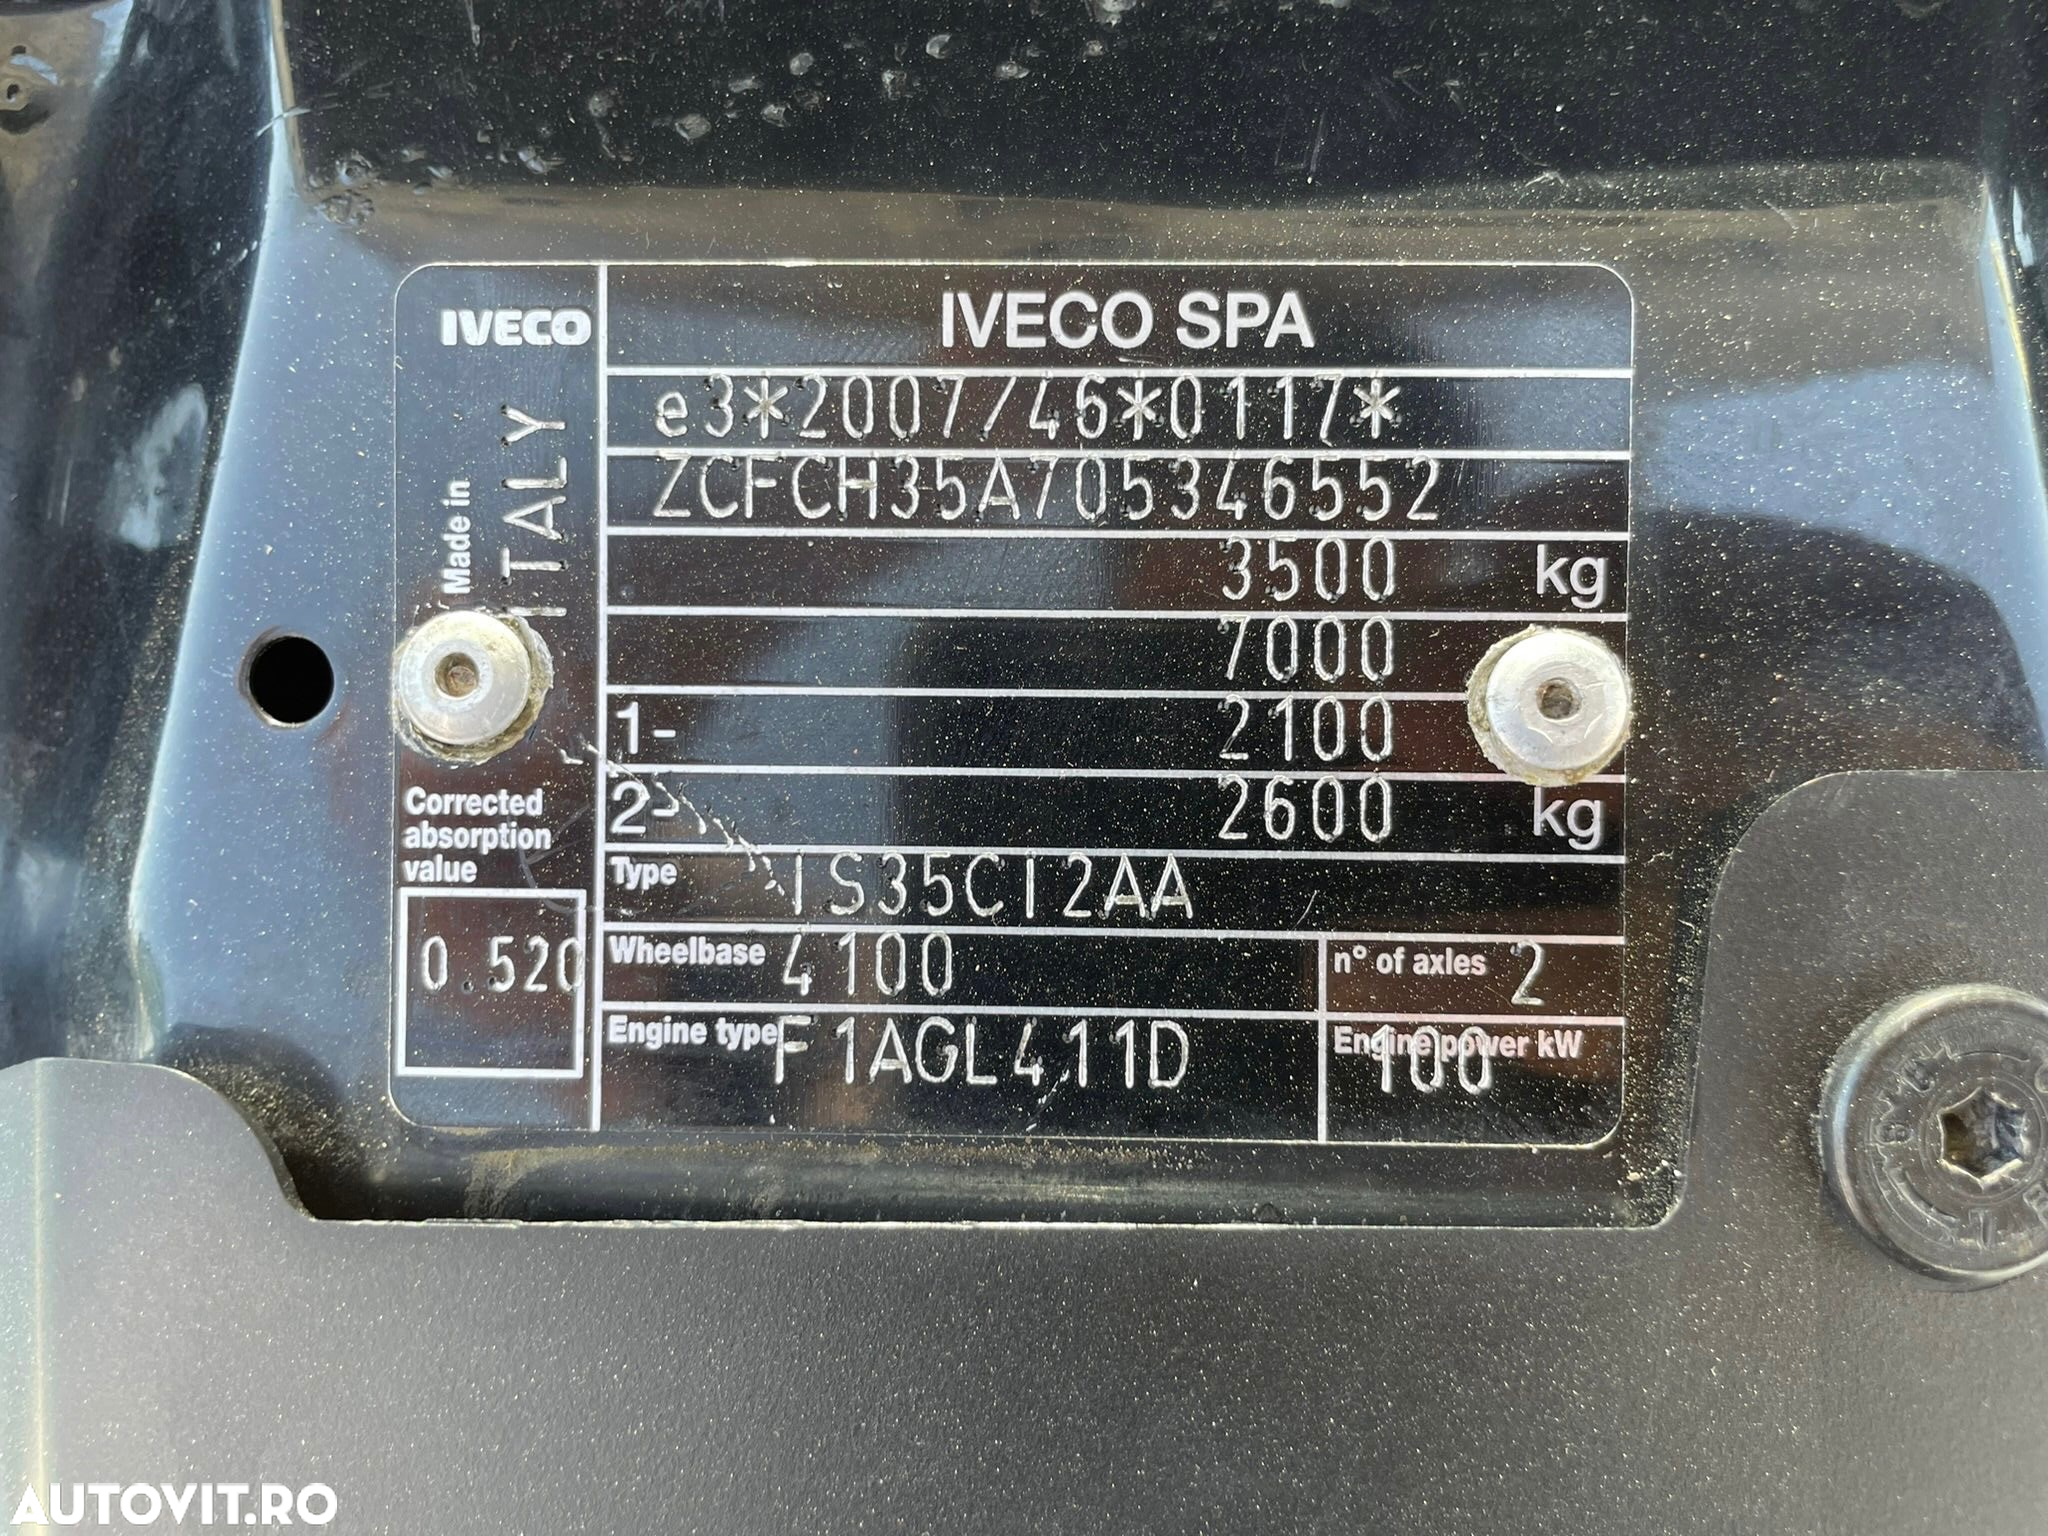 IVECO
IVECO SPA
Made in ITALY
e3*2007/46*0117*
ZCFCH35A705346552
3500 kg
7000
1- 2100
2- 2600 kg
Corrected
absorption
value
0.520
Type IS35CI2AA
Wheelbase 4100
n° of axles 2
Engine type F1AGL411D
Engine power kW 100
8.8
AUTOVIT.RO